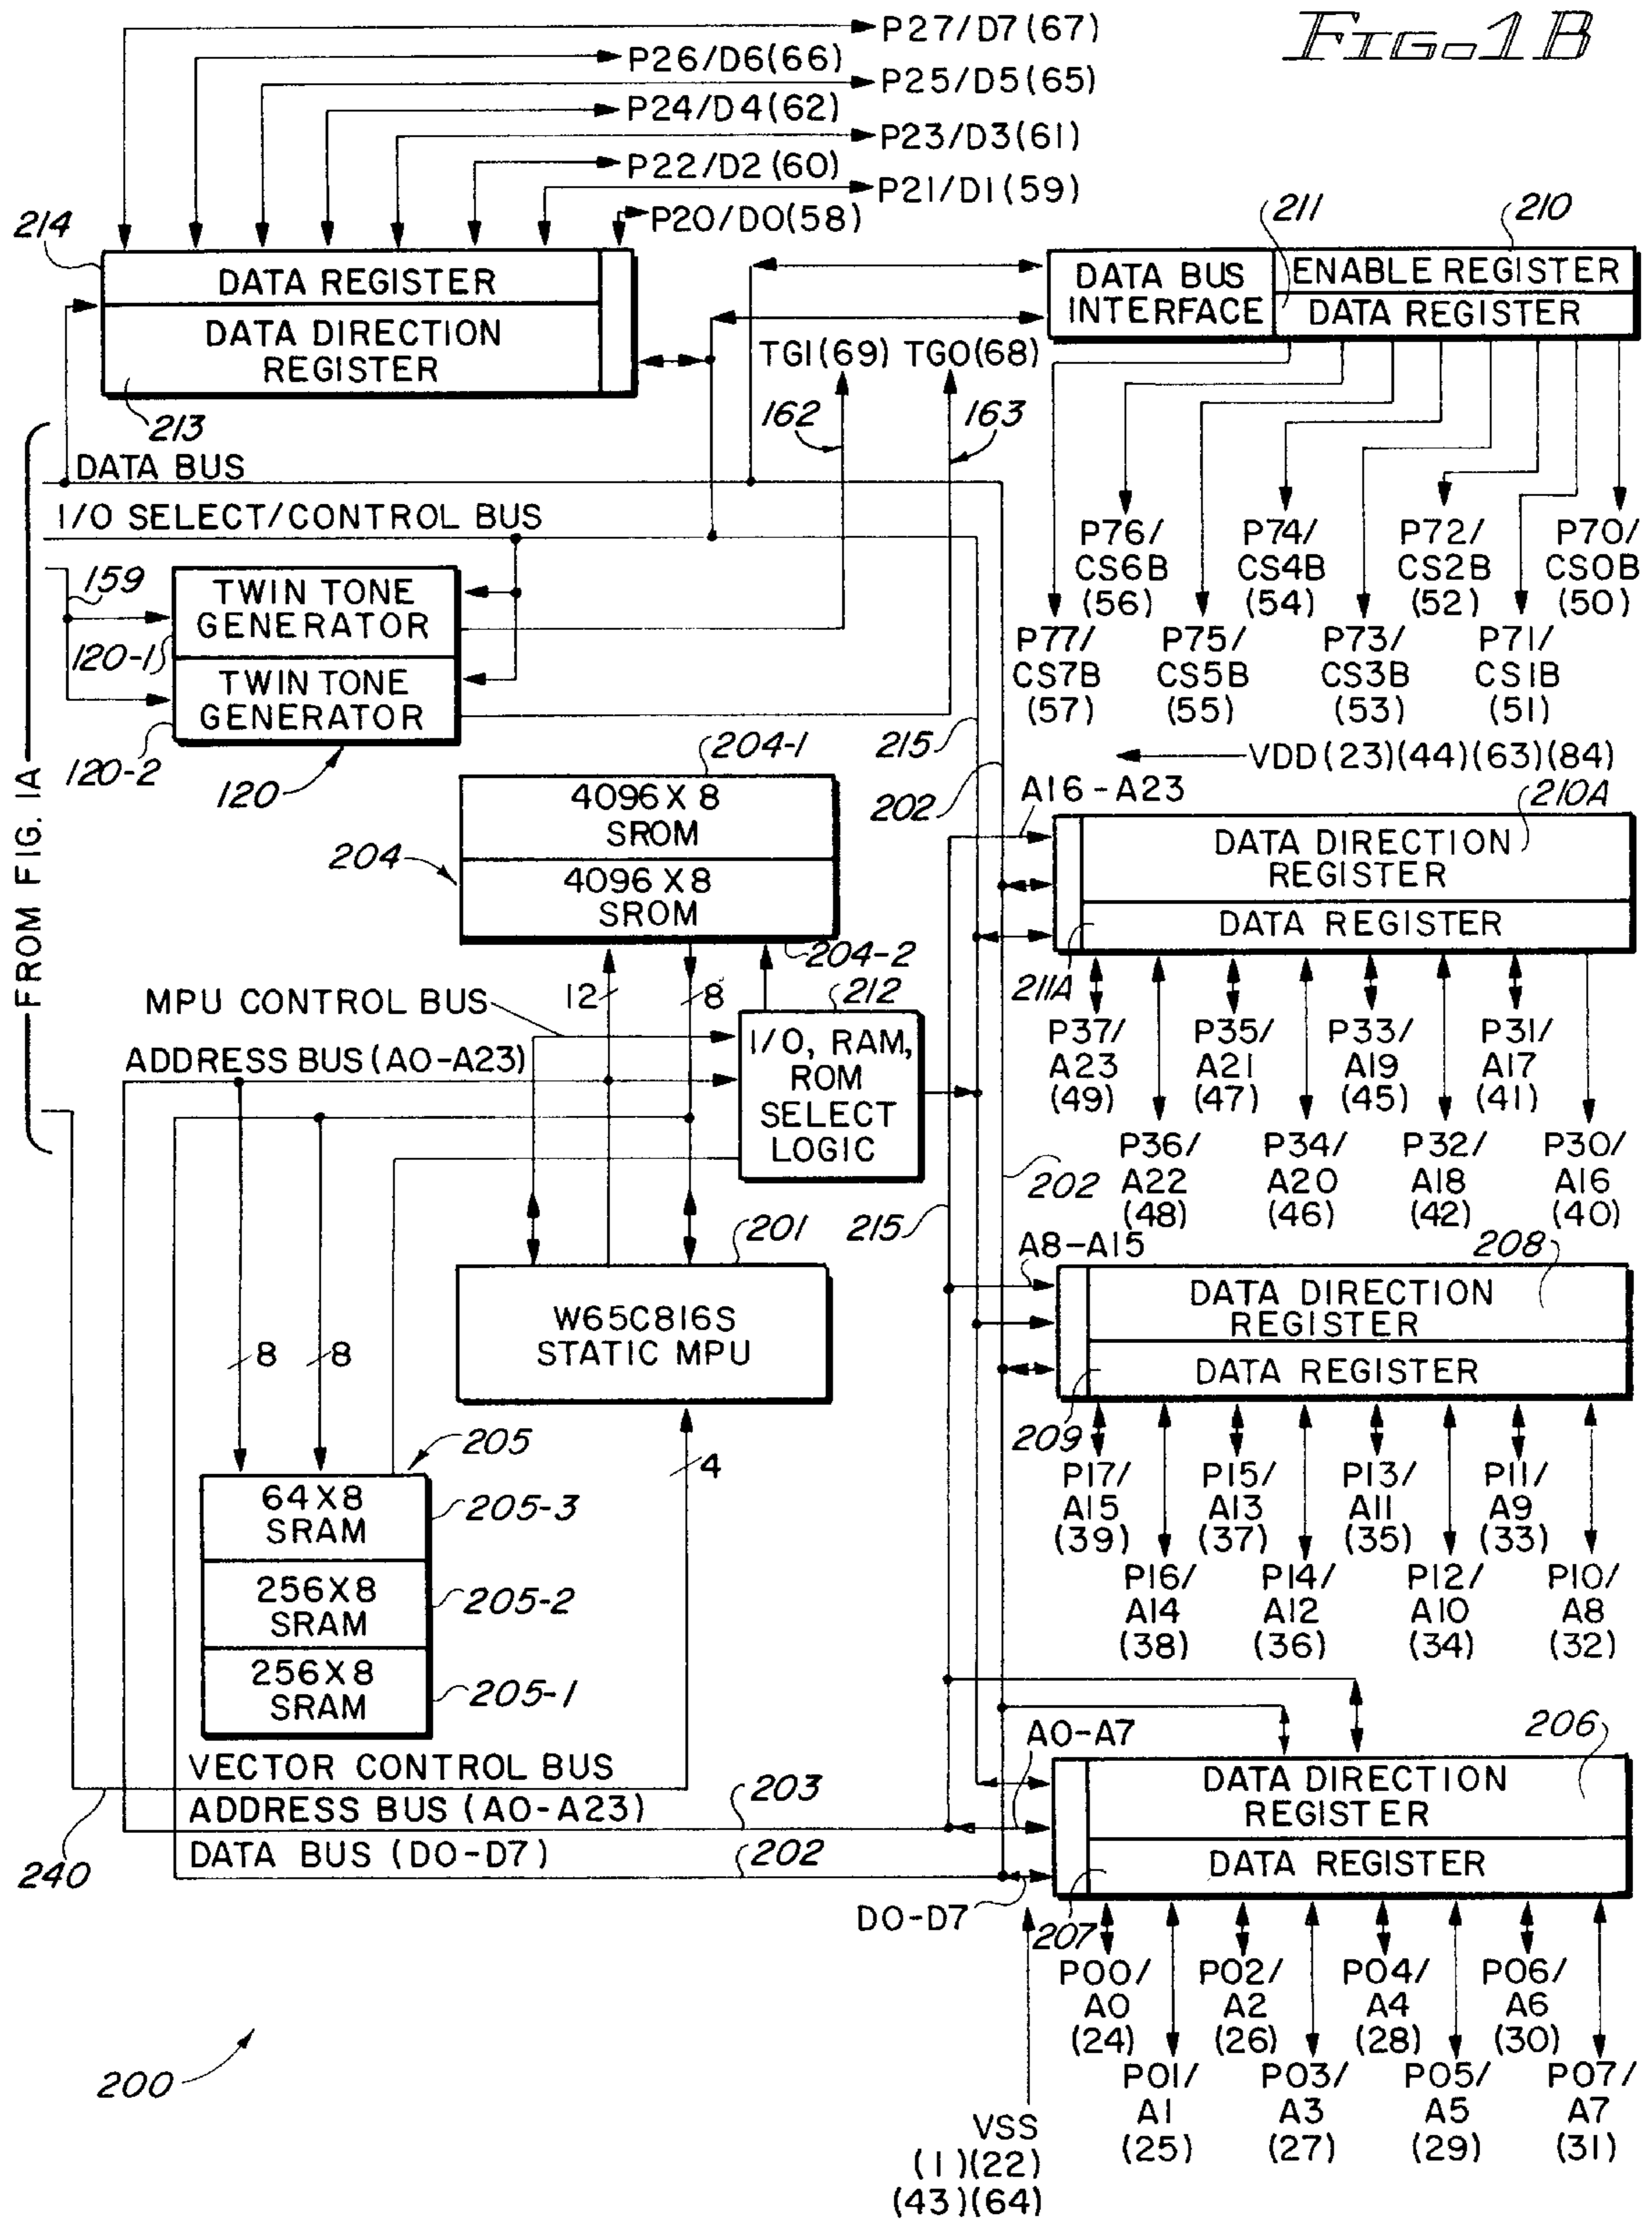 FIG. 1B
P27/D7 (67)
P26/D6 (66)
P25/D5 (65)
P24/D4 (62)
P23/D3 (61)
P22/D2 (60)
P21/D1 (59)
P20/D0 (58)
214
DATA REGISTER
DATA DIRECTION
REGISTER
213
211
210
DATA BUS
INTERFACE
ENABLE REGISTER
DATA REGISTER
TG1 (69)
TG0 (68)
162
163
FROM FIG. 1A
DATA BUS
I/O SELECT/CONTROL BUS
159
TWIN TONE
GENERATOR
120-1
TWIN TONE
GENERATOR
120-2
120
P76/
CS6B
(56)
P74/
CS4B
(54)
P72/
CS2B
(52)
P70/
CS0B
(50)
P77/
CS7B
(57)
P75/
CS5B
(55)
P73/
CS3B
(53)
P71/
CS1B
(51)
215
202
VDD (23)(44)(63)(84)
204-1
4096 X 8
SROM
204
4096 X 8
SROM
204-2
A16-A23
210A
DATA DIRECTION
REGISTER
DATA REGISTER
211A
P37/
A23
(49)
P35/
A21
(47)
P33/
A19
(45)
P31/
A17
(41)
P36/
A22
(48)
P34/
A20
(46)
P32/
A18
(42)
P30/
A16
(40)
12
8
212
MPU CONTROL BUS
ADDRESS BUS (A0-A23)
I/O, RAM,
ROM
SELECT
LOGIC
202
215
201
W65C816S
STATIC MPU
8
8
4
A8-A15
208
DATA DIRECTION
REGISTER
DATA REGISTER
209
P17/
A15
(39)
P15/
A13
(37)
P13/
A11
(35)
P11/
A9
(33)
P16/
A14
(38)
P14/
A12
(36)
P12/
A10
(34)
P10/
A8
(32)
205
64X8
SRAM
205-3
256X8
SRAM
205-2
256X8
SRAM
205-1
VECTOR CONTROL BUS
ADDRESS BUS (A0-A23)
203
DATA BUS (D0-D7)
202
240
A0-A7
206
DATA DIRECTION
REGISTER
DATA REGISTER
D0-D7
207
P00/
A0
(24)
P02/
A2
(26)
P04/
A4
(28)
P06/
A6
(30)
P01/
A1
(25)
P03/
A3
(27)
P05/
A5
(29)
P07/
A7
(31)
200
VSS
(1)(22)
(43)(64)